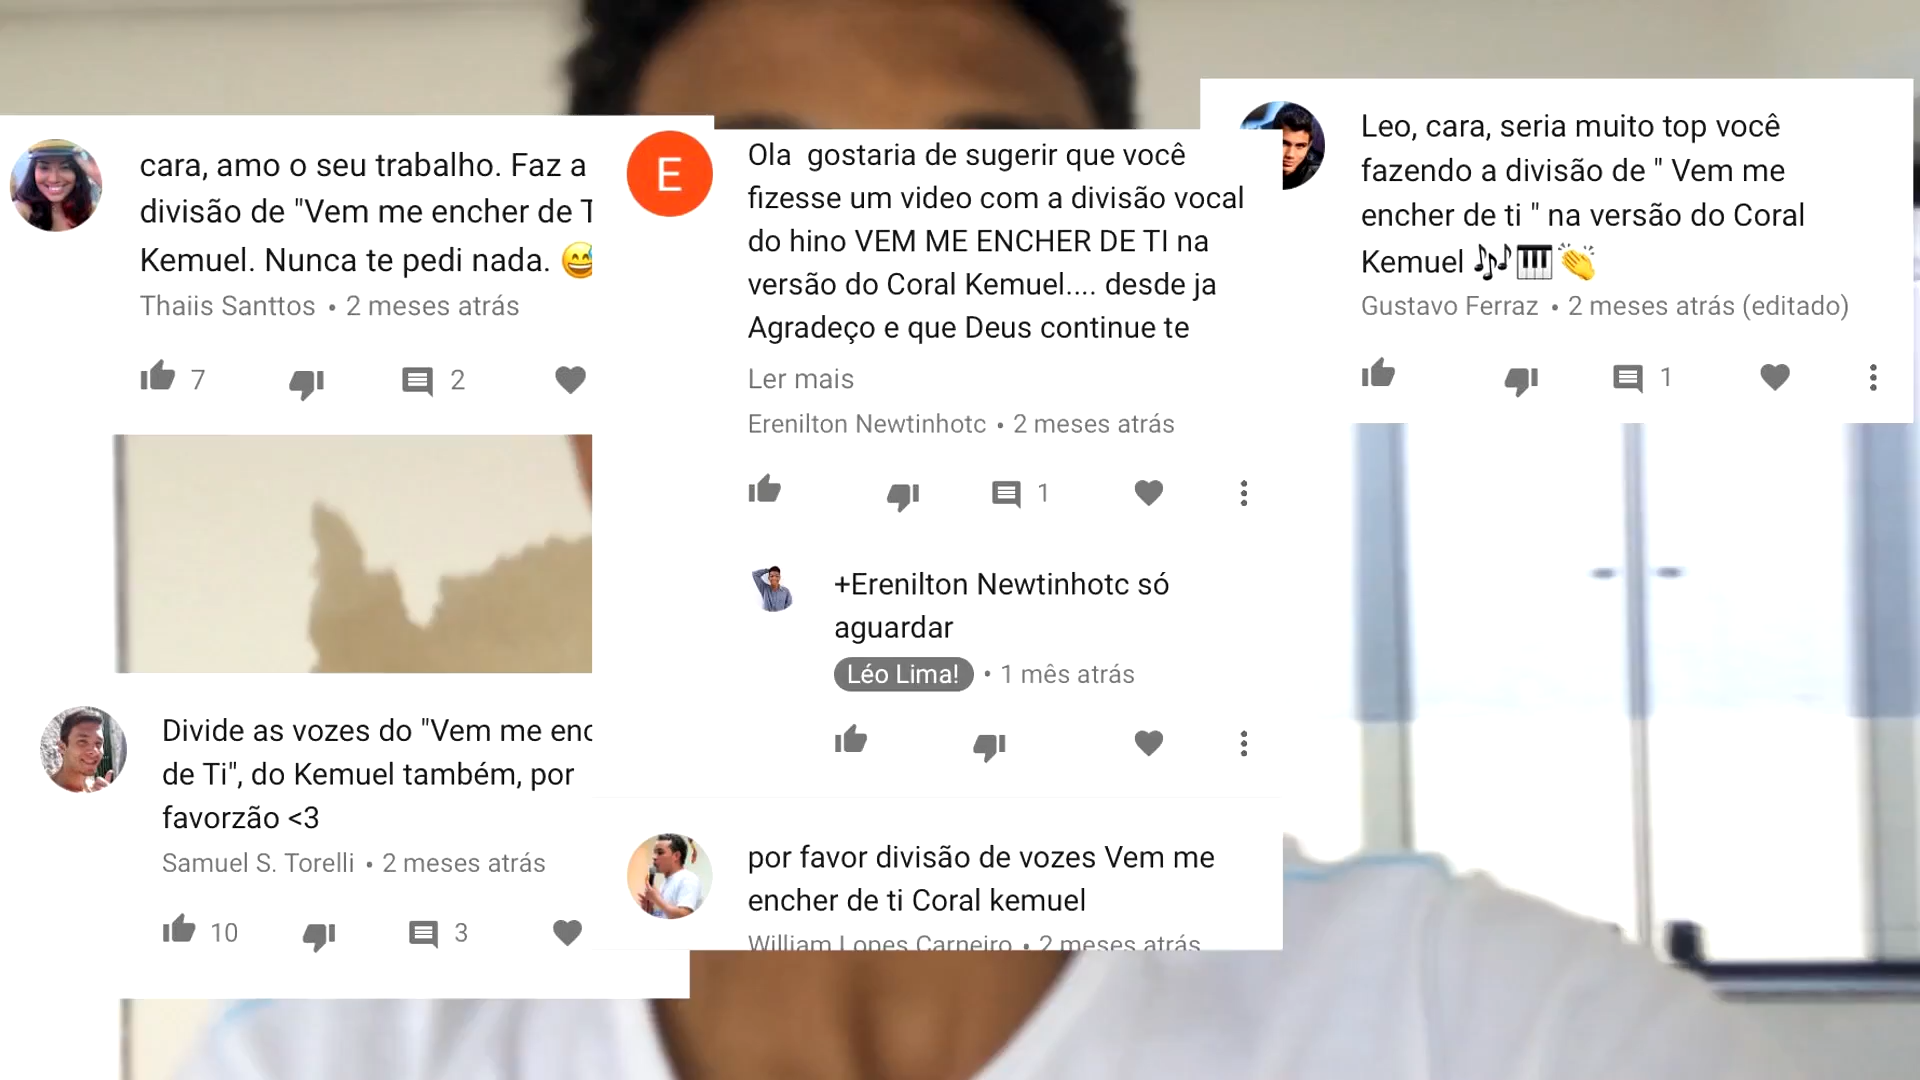 cara, amo o seu trabalho. Faz a
divisão de "Vem me encher de
Kemuel. Nunca te pedi nada. 😅
Thaiis Santtos • 2 meses atrás
7
2
Divide as vozes do "Vem me
de Ti", do Kemuel também, por
favorzão <3
Samuel S. Torelli • 2 meses atrás
10
3
E
Ola gostaria de sugerir que você
fizesse um video com a divisão vocal
do hino VEM ME ENCHER DE TI na
versão do Coral Kemuel.... desde ja
Agradeço e que Deus continue te
Ler mais
Erenilton Newtinhotc • 2 meses atrás
1
+Erenilton Newtinhotc só
aguardar
Léo Lima! • 1 mês atrás
por favor divisão de vozes Vem me
encher de ti Coral kemuel
William Lopes Carneiro • 2 meses atrás
Leo, cara, seria muito top você
fazendo a divisão de " Vem me
encher de ti " na versão do Coral
Kemuel 🎶🎹👏
Gustavo Ferraz • 2 meses atrás (editado)
1